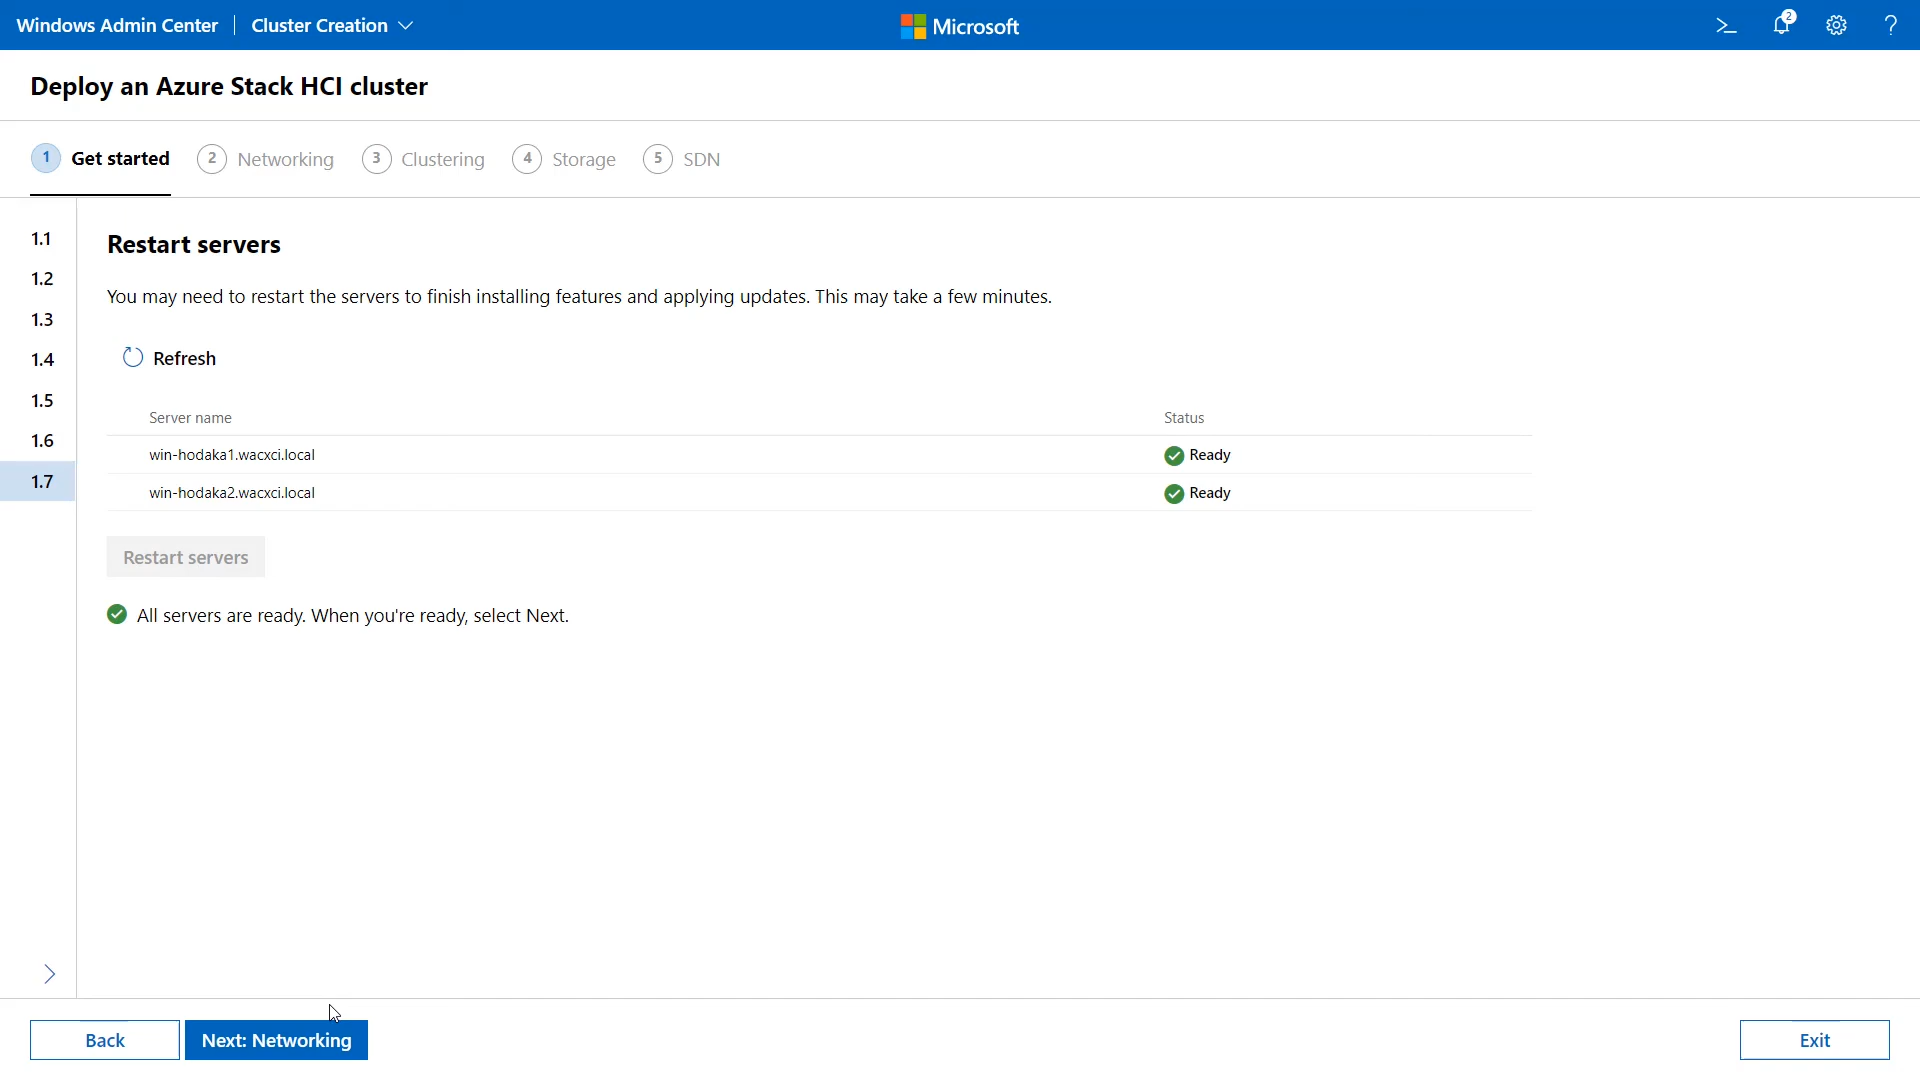 Windows Admin Center | Cluster Creation
Microsoft
2
Deploy an Azure Stack HCI cluster
1 Get started
2 Networking
3 Clustering
4 Storage
5 SDN
1.1
1.2
1.3
1.4
1.5
1.6
1.7
Restart servers
You may need to restart the servers to finish installing features and applying updates. This may take a few minutes.
Refresh
Server name Status
win-hodaka1.wacxci.local Ready
win-hodaka2.wacxci.local Ready
Restart servers
All servers are ready. When you're ready, select Next.
Back
Next: Networking
Exit